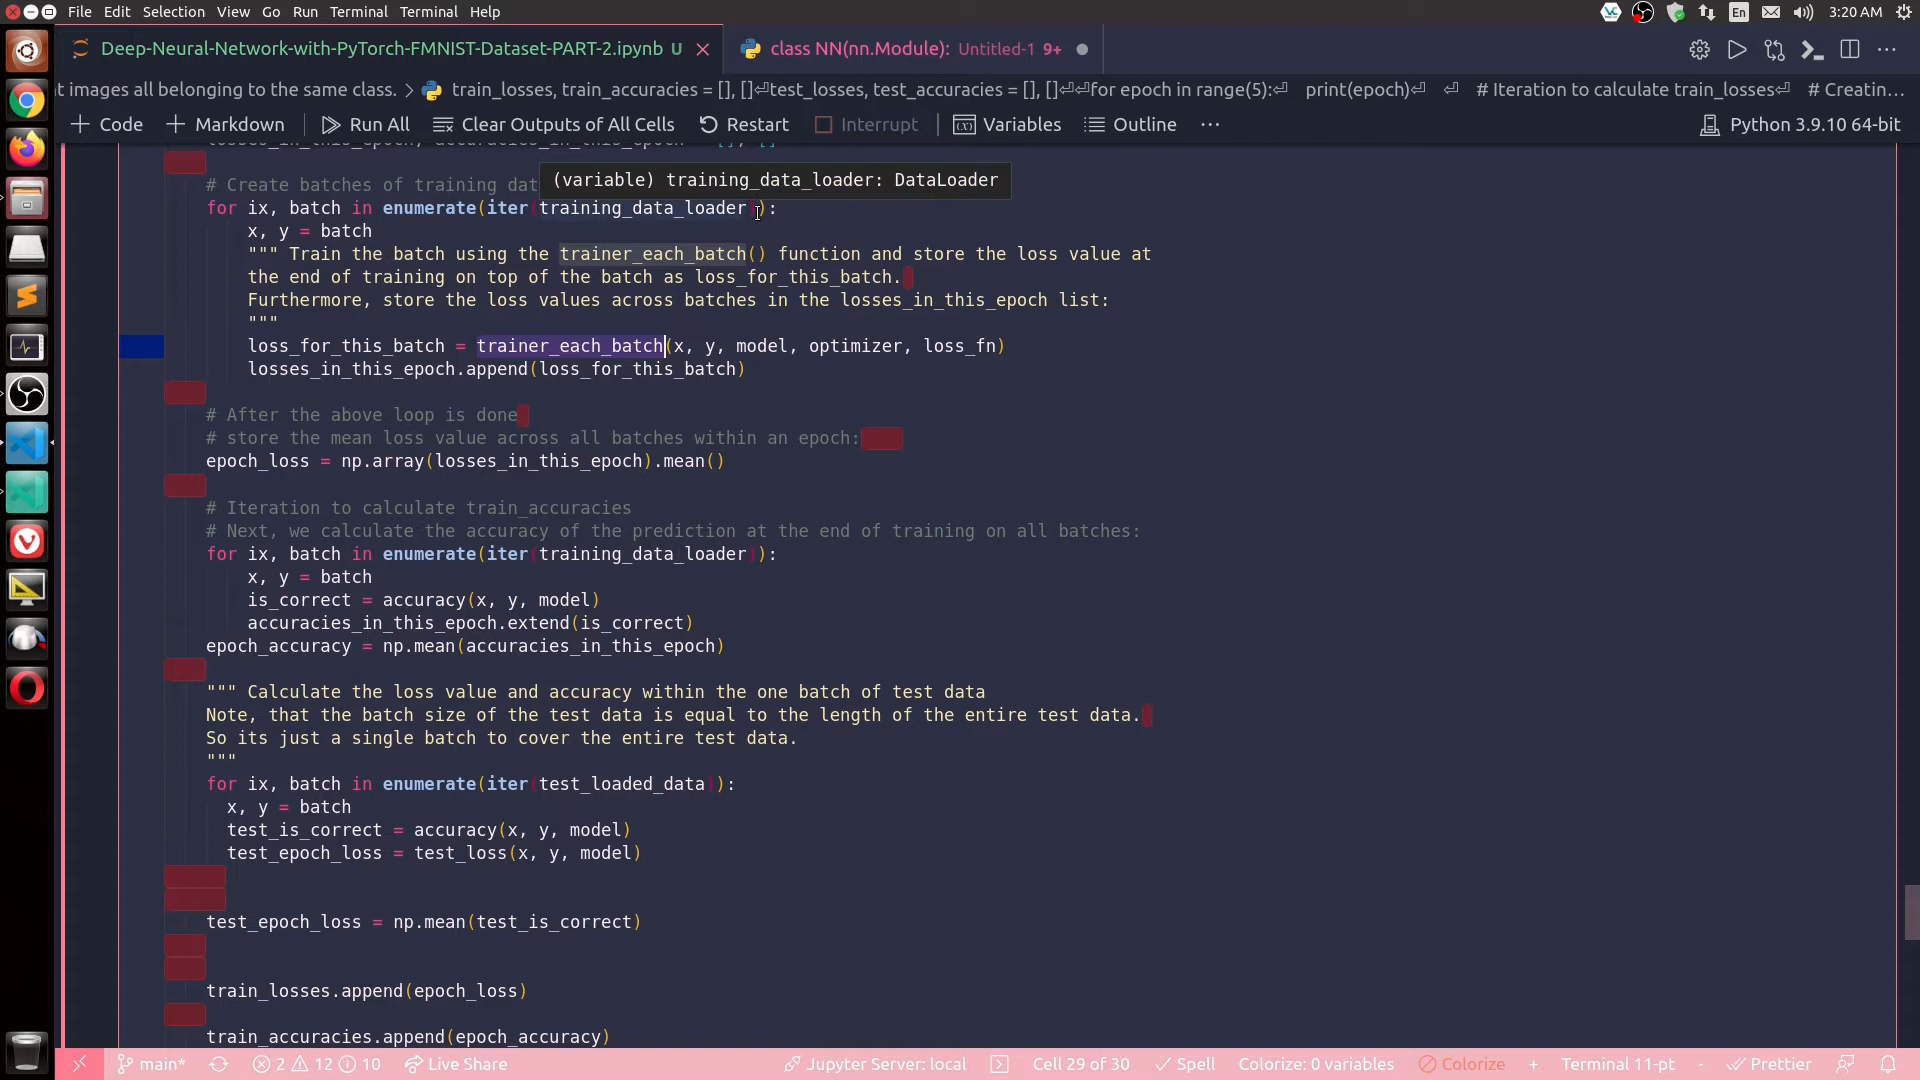 File Edit Selection View Go Run Terminal Terminal Help
En 3:20 AM
Deep-Neural-Network-with-PyTorch-FMNIST-Dataset-PART-2.ipynb U class NN(nn.Module): Untitled-1 9+
t images all belonging to the same class. > train_losses, train_accuracies = [], []⏎test_losses, test_accuracies = [], []⏎⏎for epoch in range(5):⏎ print(epoch)⏎ ⏎ # Iteration to calculate train_losses⏎ # Creatin…
+ Code + Markdown Run All Clear Outputs of All Cells Restart Interrupt Variables Outline ··· Python 3.9.10 64-bit
losses_in_this_epoch, accuracies_in_this_epoch = [], []
(variable) training_data_loader: DataLoader
# Create batches of training dat
for ix, batch in enumerate(iter(training_data_loader)):
x, y = batch
""" Train the batch using the trainer_each_batch() function and store the loss value at
the end of training on top of the batch as loss_for_this_batch.
Furthermore, store the loss values across batches in the losses_in_this_epoch list:
"""
loss_for_this_batch = trainer_each_batch(x, y, model, optimizer, loss_fn)
losses_in_this_epoch.append(loss_for_this_batch)
# After the above loop is done
# store the mean loss value across all batches within an epoch:
epoch_loss = np.array(losses_in_this_epoch).mean()
# Iteration to calculate train_accuracies
# Next, we calculate the accuracy of the prediction at the end of training on all batches:
for ix, batch in enumerate(iter(training_data_loader)):
x, y = batch
is_correct = accuracy(x, y, model)
accuracies_in_this_epoch.extend(is_correct)
epoch_accuracy = np.mean(accuracies_in_this_epoch)
""" Calculate the loss value and accuracy within the one batch of test data
Note, that the batch size of the test data is equal to the length of the entire test data.
So its just a single batch to cover the entire test data.
"""
for ix, batch in enumerate(iter(test_loaded_data)):
x, y = batch
test_is_correct = accuracy(x, y, model)
test_epoch_loss = test_loss(x, y, model)
test_epoch_loss = np.mean(test_is_correct)
train_losses.append(epoch_loss)
train_accuracies.append(epoch_accuracy)
main* 2 12 10 Live Share Jupyter Server: local Cell 29 of 30 Spell Colorize: 0 variables Colorize + Terminal 11-pt - Prettier